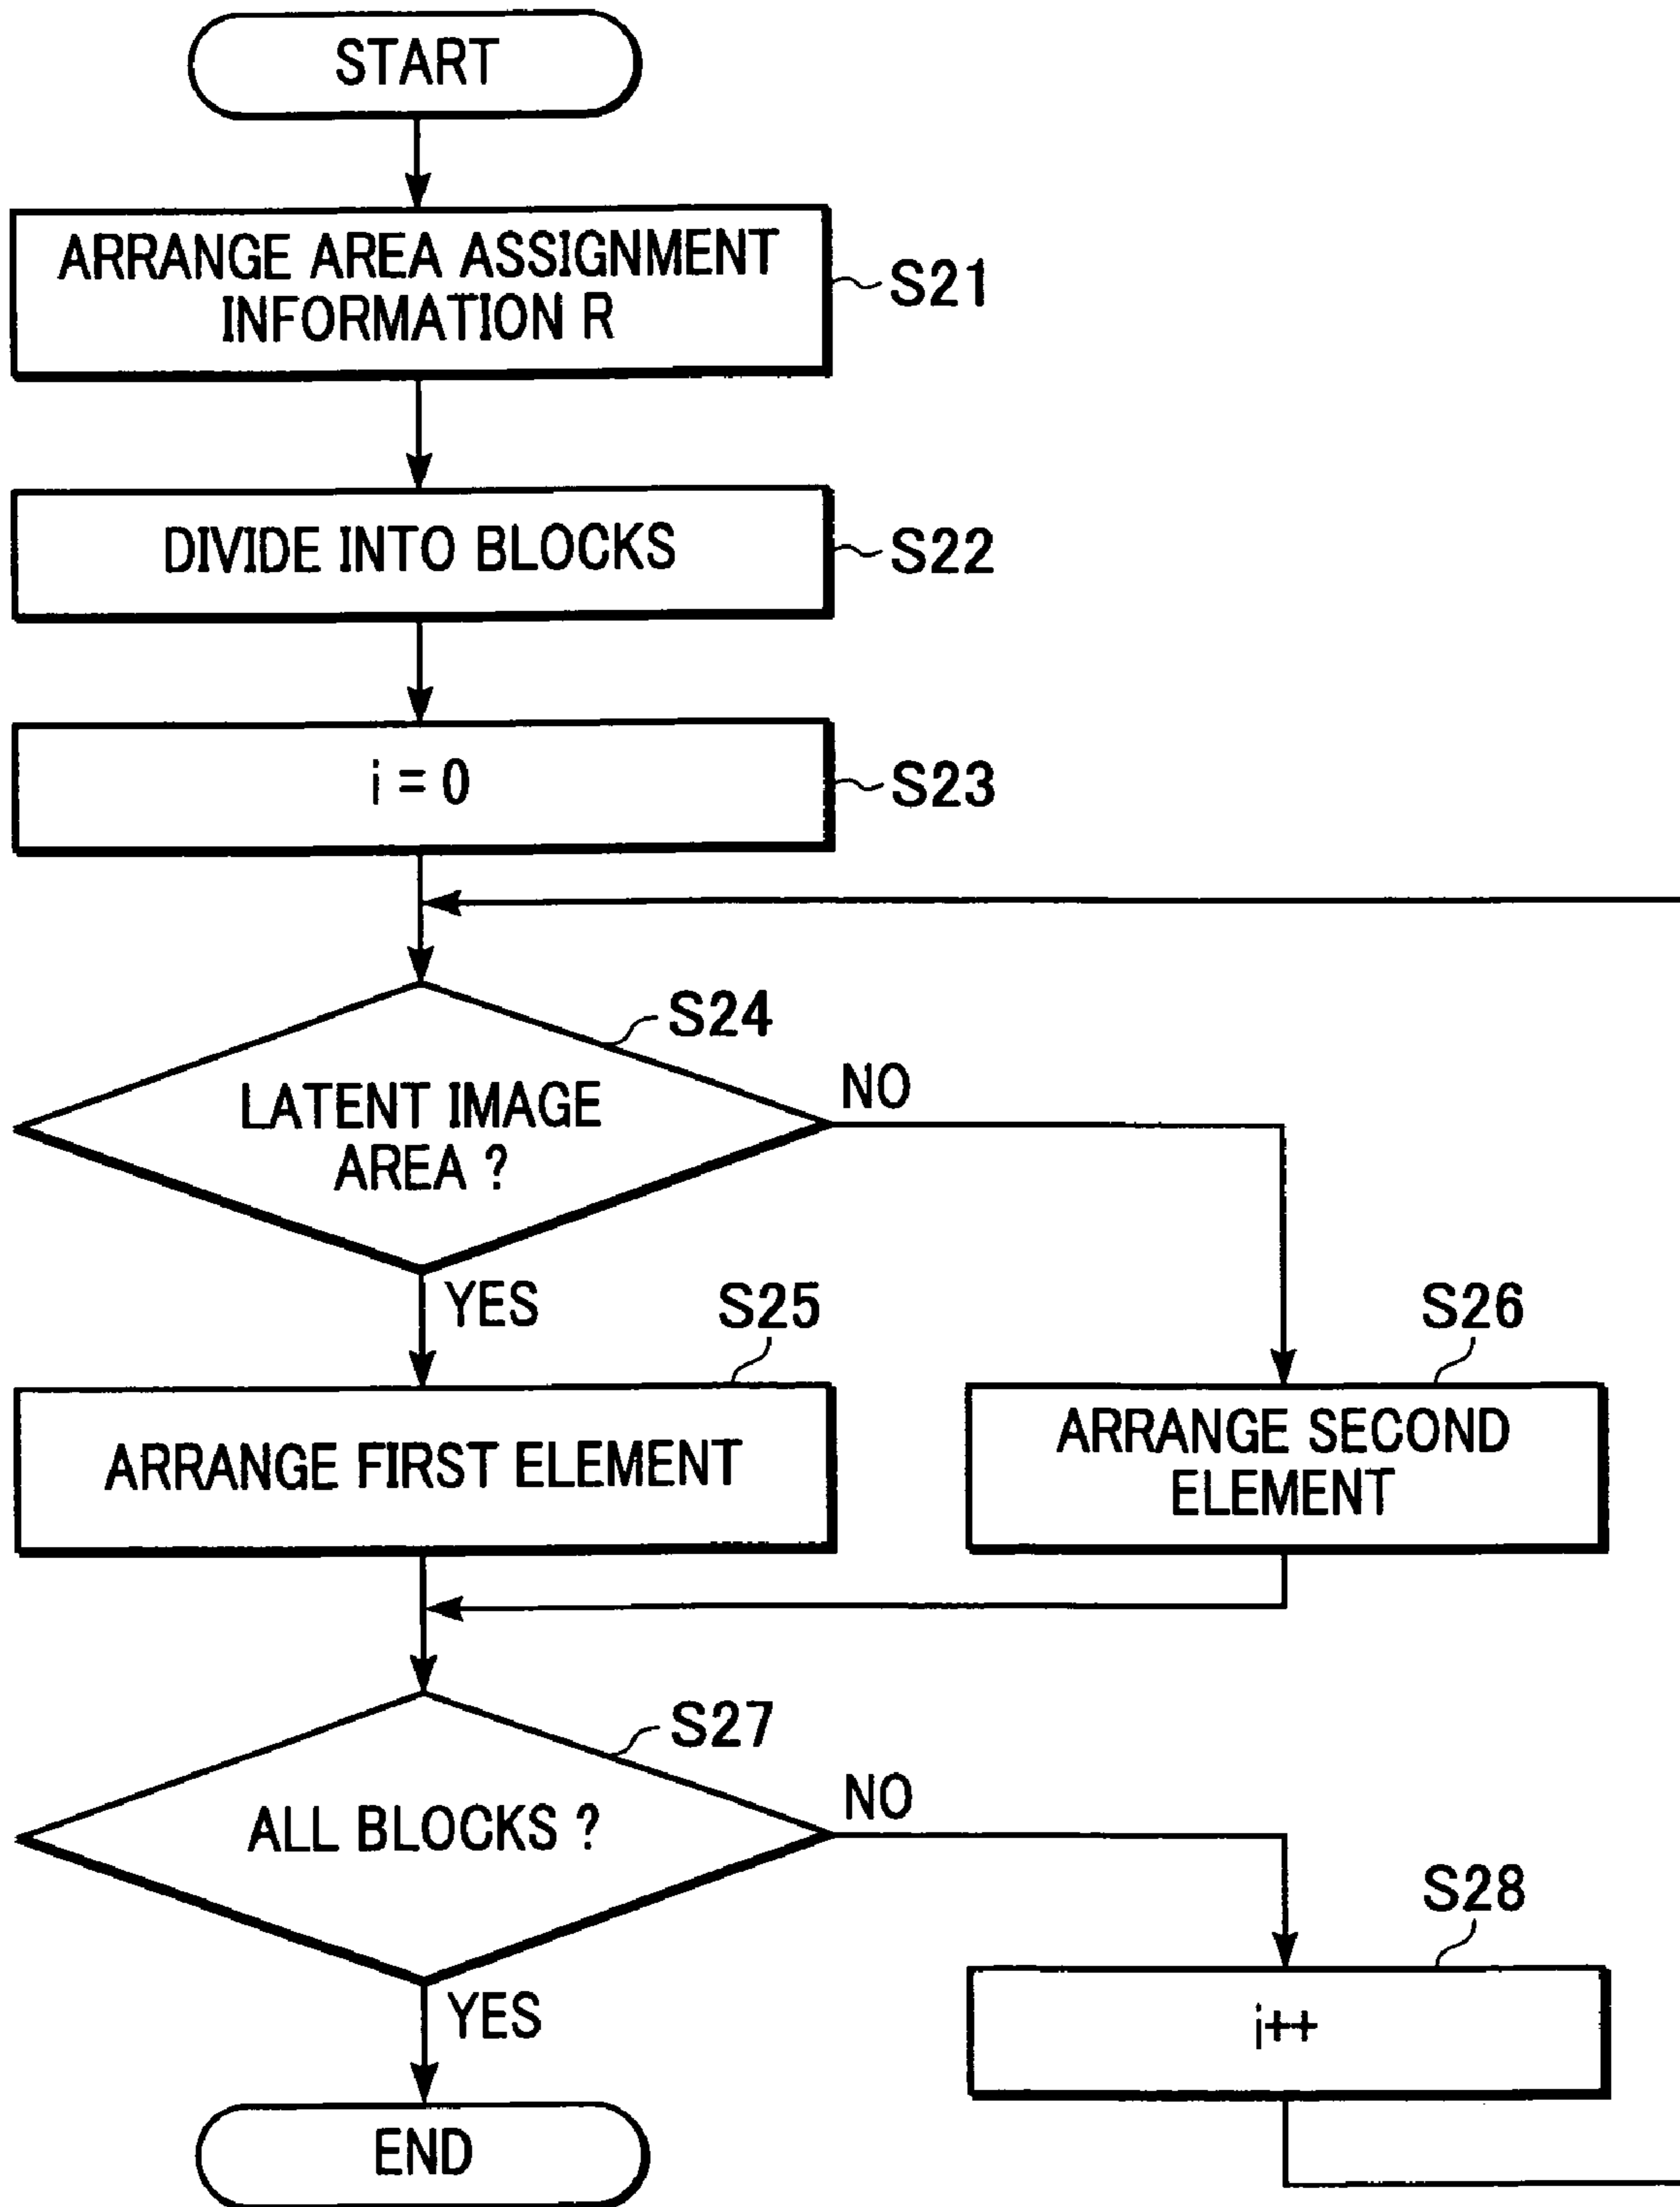 START
ARRANGE AREA ASSIGNMENT
INFORMATION R
S21
DIVIDE INTO BLOCKS
S22
i = 0
S23
S24
LATENT IMAGE
AREA ?
NO
YES
S25
S26
ARRANGE FIRST ELEMENT
ARRANGE SECOND
ELEMENT
S27
ALL BLOCKS ?
NO
S28
YES
i++
END